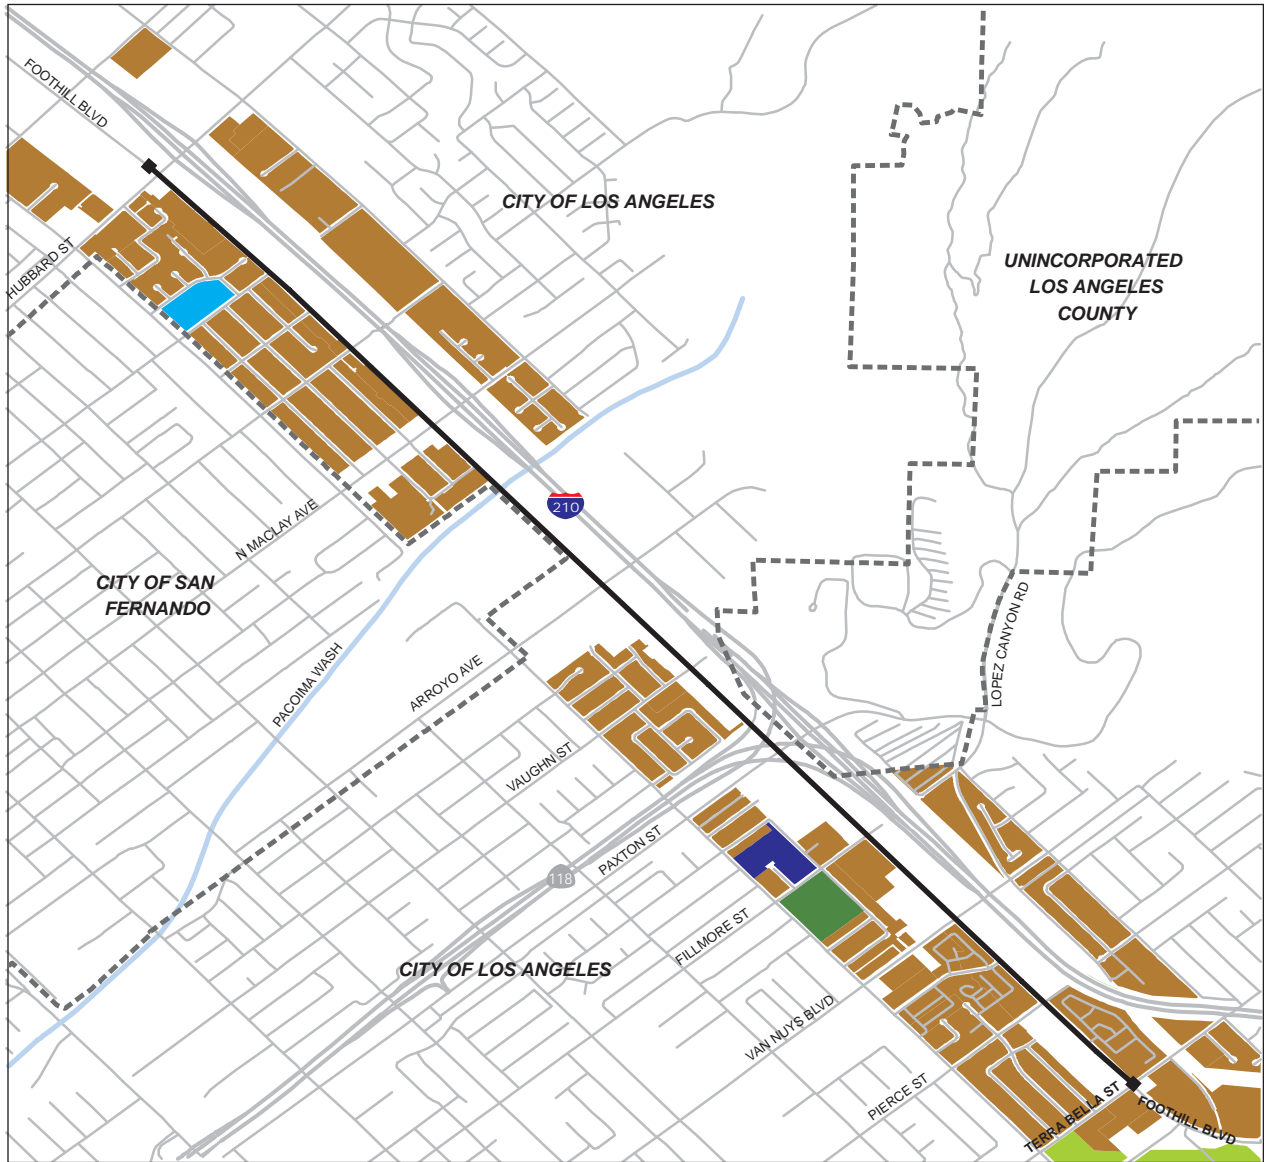 FOOTHILL BLVD
CITY OF LOS ANGELES
HUBBARD ST
UNINCORPORATED
LOS ANGELES
COUNTY
210
N MACLAY AVE
CITY OF SAN
FERNANDO
LOPEZ CANYON RD
PACOIMA WASH
ARROYO AVE
VAUGHN ST
PAXTON ST
118
FILLMORE ST
CITY OF LOS ANGELES
VAN NUYS BLVD
PIERCE ST
TERRA BELLA ST
FOOTHILL BLVD